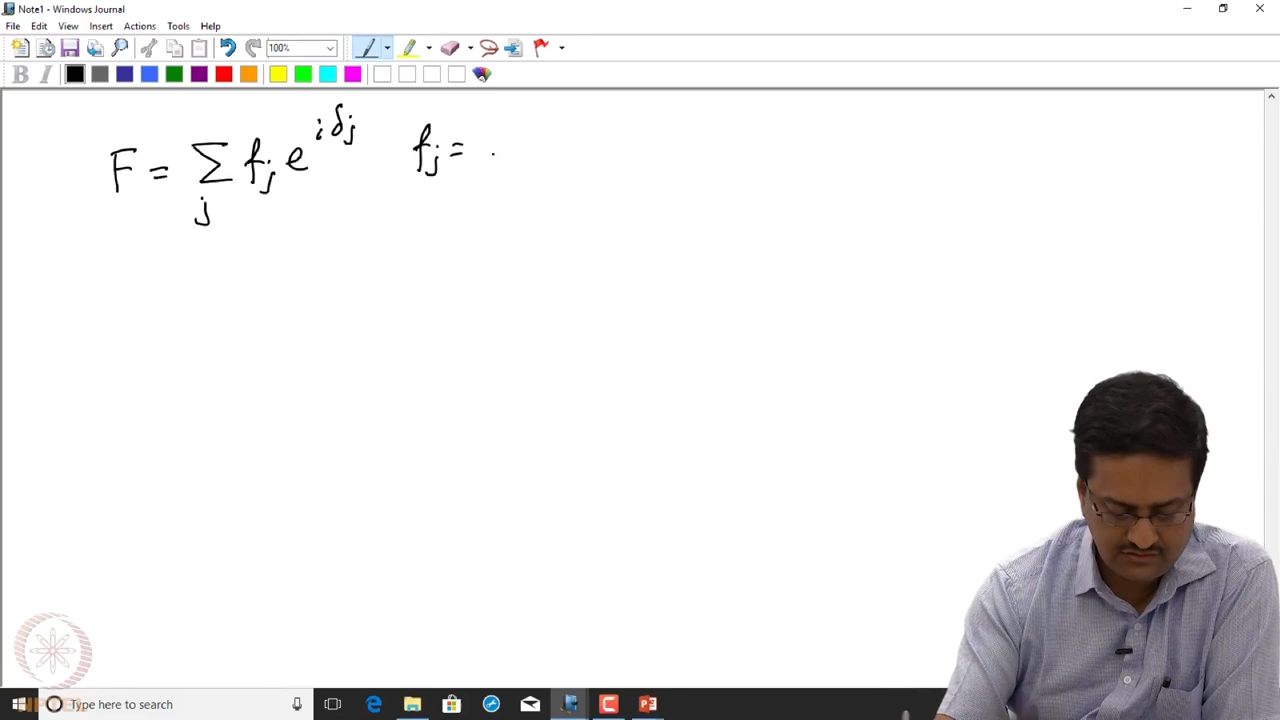 Note1 - Windows Journal
File Edit View Insert Actions Tools Help
100%
B I
F = Σ_j f_j e^{iδ_j} f_j = .
Type here to search